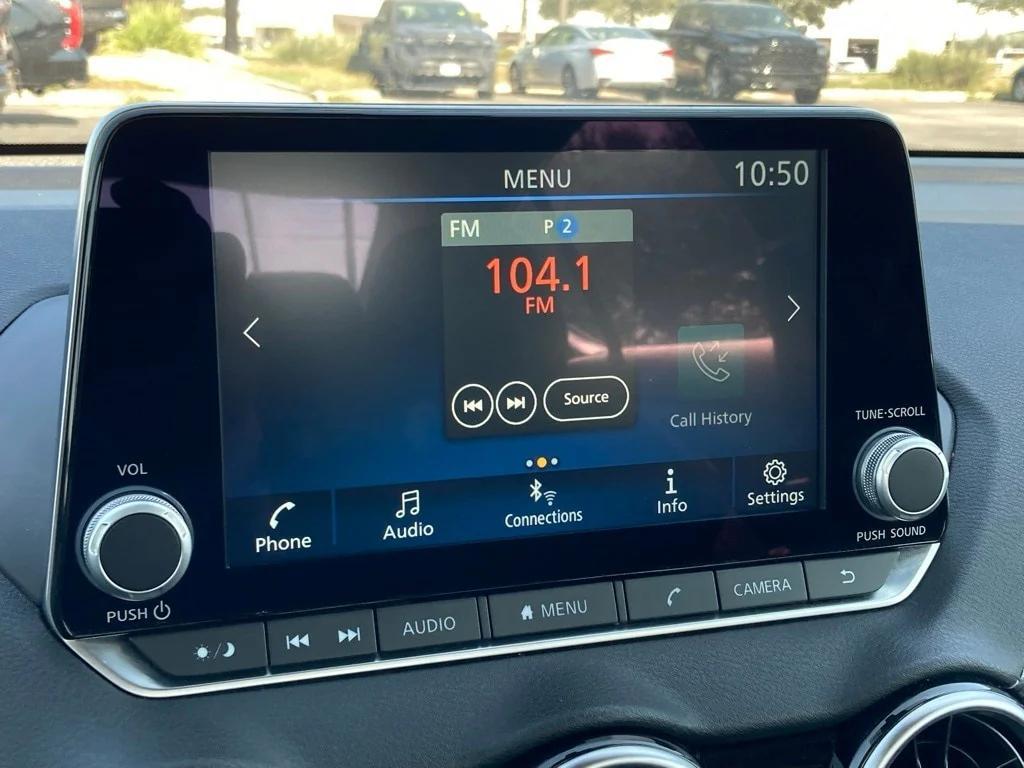 MENU
10:50
FM P 2
104.1
FM
Source
Call History
TUNE·SCROLL
VOL
Phone
Audio
Connections
i
Info
Settings
PUSH SOUND
PUSH
AUDIO
MENU
CAMERA